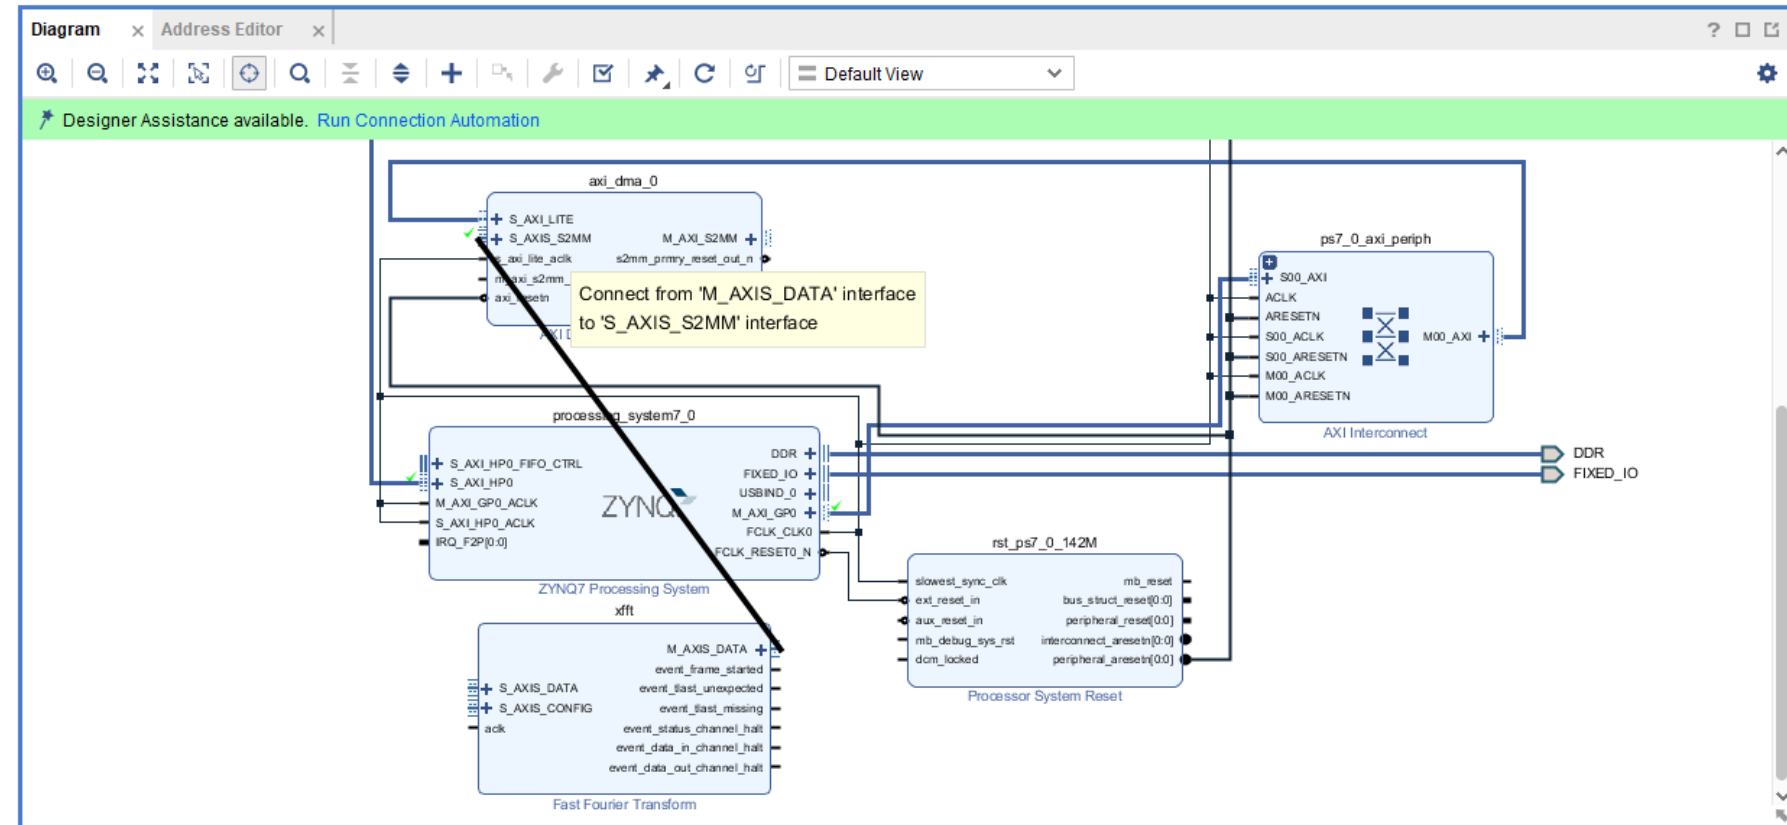 Diagram
Address Editor
Default View
Designer Assistance available. Run Connection Automation
axi_dma_0
S_AXI_LITE
S_AXIS_S2MM
s_axi_lite_aclk
m_axi_s2mm_
axi_resetn
M_AXI_S2MM
s2mm_prmry_reset_out_n
Connect from 'M_AXIS_DATA' interface
to 'S_AXIS_S2MM' interface
AXI D
ps7_0_axi_periph
S00_AXI
ACLK
ARESETN
S00_ACLK
S00_ARESETN
M00_ACLK
M00_ARESETN
M00_AXI
AXI Interconnect
processing_system7_0
S_AXI_HP0_FIFO_CTRL
S_AXI_HP0
M_AXI_GP0_ACLK
S_AXI_HP0_ACLK
IRQ_F2P[0:0]
ZYNQ
DDR
FIXED_IO
USBIND_0
M_AXI_GP0
FCLK_CLK0
FCLK_RESET0_N
ZYNQ7 Processing System
DDR
FIXED_IO
rst_ps7_0_142M
slowest_sync_clk
ext_reset_in
aux_reset_in
mb_debug_sys_rst
dcm_locked
mb_reset
bus_struct_reset[0:0]
peripheral_reset[0:0]
interconnect_aresetn[0:0]
peripheral_aresetn[0:0]
Processor System Reset
xfft
S_AXIS_DATA
S_AXIS_CONFIG
aclk
M_AXIS_DATA
event_frame_started
event_tlast_unexpected
event_tlast_missing
event_status_channel_halt
event_data_in_channel_halt
event_data_out_channel_halt
Fast Fourier Transform